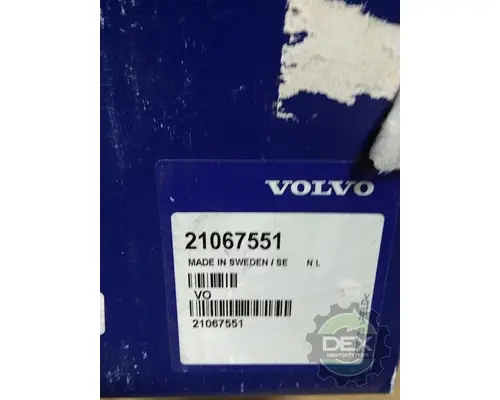 VOLVO
21067551
MADE IN SWEDEN / SE N L
VO
21067551
DEX